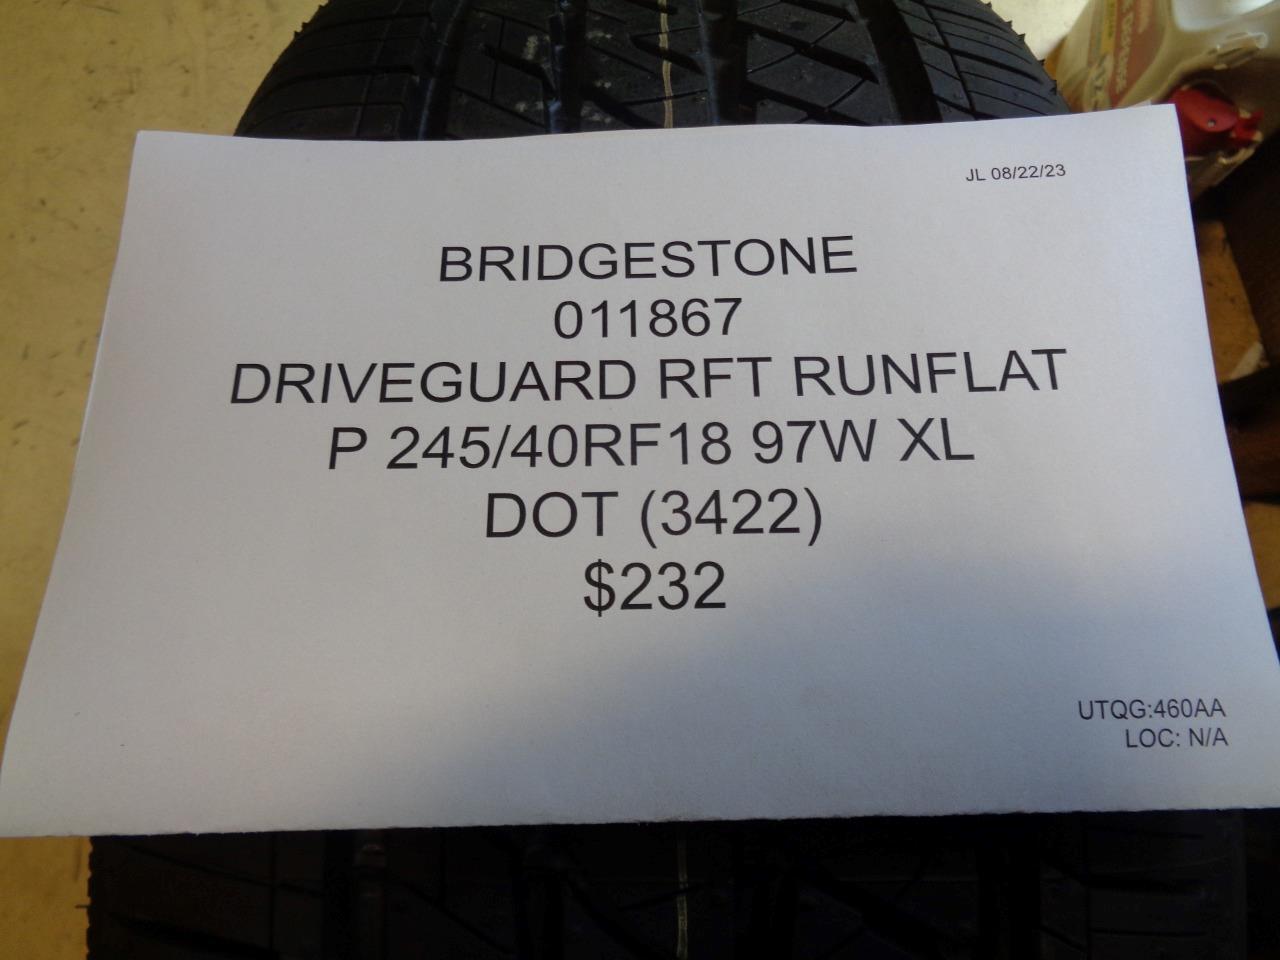 JL 08/22/23
BRIDGESTONE
011867
DRIVEGUARD RFT RUNFLAT
P 245/40RF18 97W XL
DOT (3422)
$232
UTQG:460AA
LOC: N/A